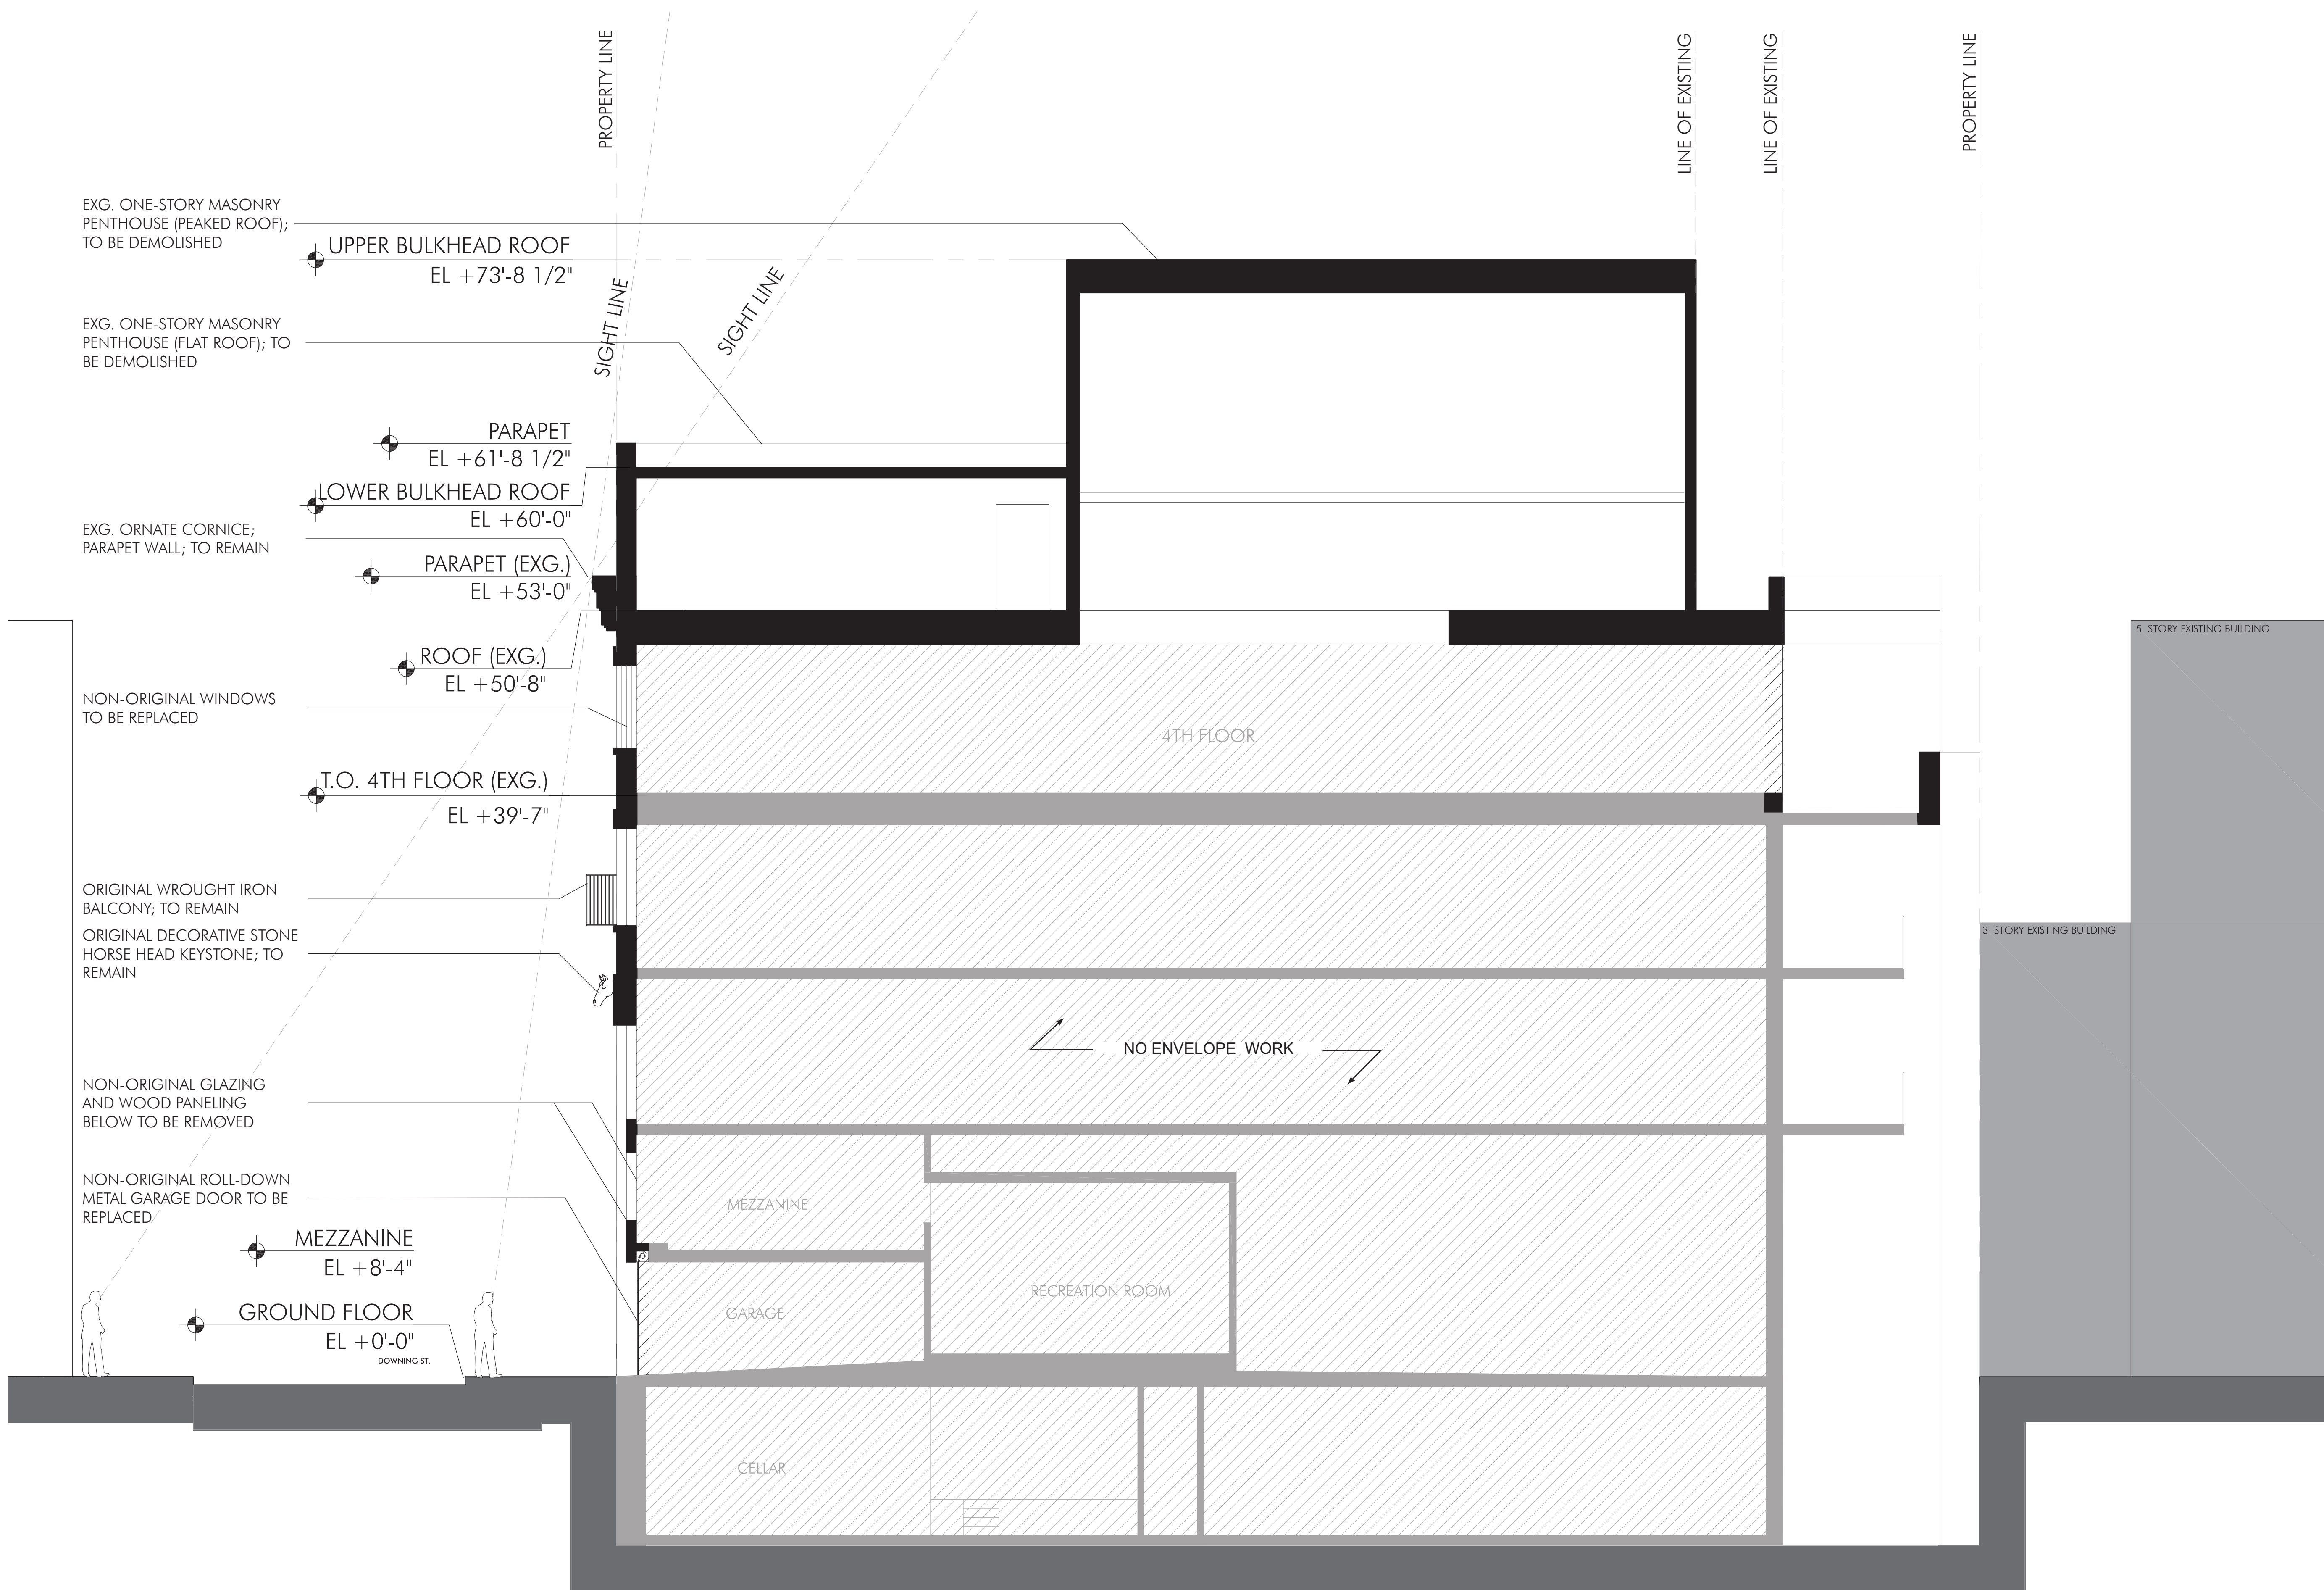 PROPERTY LINE
LINE OF EXISTING
LINE OF EXISTING
PROPERTY LINE
EXG. ONE-STORY MASONRY
PENTHOUSE (PEAKED ROOF);
TO BE DEMOLISHED
UPPER BULKHEAD ROOF
EL +73'-8 1/2"
SIGHT LINE
SIGHT LINE
EXG. ONE-STORY MASONRY
PENTHOUSE (FLAT ROOF); TO
BE DEMOLISHED
PARAPET
EL +61'-8 1/2"
LOWER BULKHEAD ROOF
EL +60'-0"
EXG. ORNATE CORNICE;
PARAPET WALL; TO REMAIN
PARAPET (EXG.)
EL +53'-0"
5 STORY EXISTING BUILDING
ROOF (EXG.)
EL +50'-8"
NON-ORIGINAL WINDOWS
TO BE REPLACED
4TH FLOOR
T.O. 4TH FLOOR (EXG.)
EL +39'-7"
ORIGINAL WROUGHT IRON
BALCONY; TO REMAIN
3 STORY EXISTING BUILDING
ORIGINAL DECORATIVE STONE
HORSE HEAD KEYSTONE; TO
REMAIN
NO ENVELOPE WORK
NON-ORIGINAL GLAZING
AND WOOD PANELING
BELOW TO BE REMOVED
NON-ORIGINAL ROLL-DOWN
METAL GARAGE DOOR TO BE
REPLACED
MEZZANINE
MEZZANINE
EL +8'-4"
RECREATION ROOM
GROUND FLOOR
EL +0'-0"
GARAGE
DOWNING ST.
CELLAR